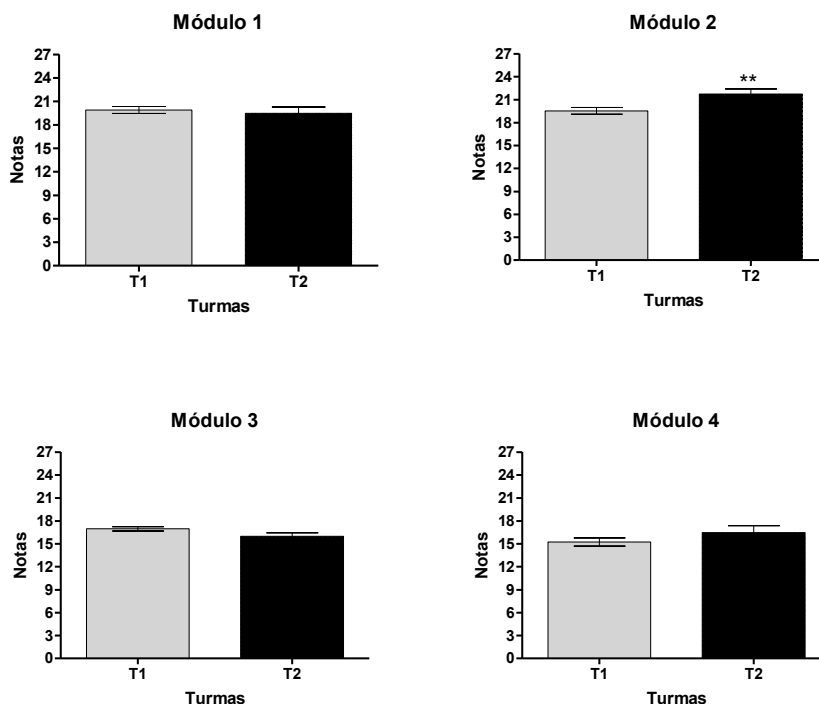 Módulo 1
27
24
21
18
15
12
9
6
3
0
Notas
T1 T2
Turmas
Módulo 2
27
24
21
18
15
12
9
6
3
0
Notas
**
T1 T2
Turmas
Módulo 3
27
24
21
18
15
12
9
6
3
0
Notas
T1 T2
Turmas
Módulo 4
27
24
21
18
15
12
9
6
3
0
Notas
T1 T2
Turmas